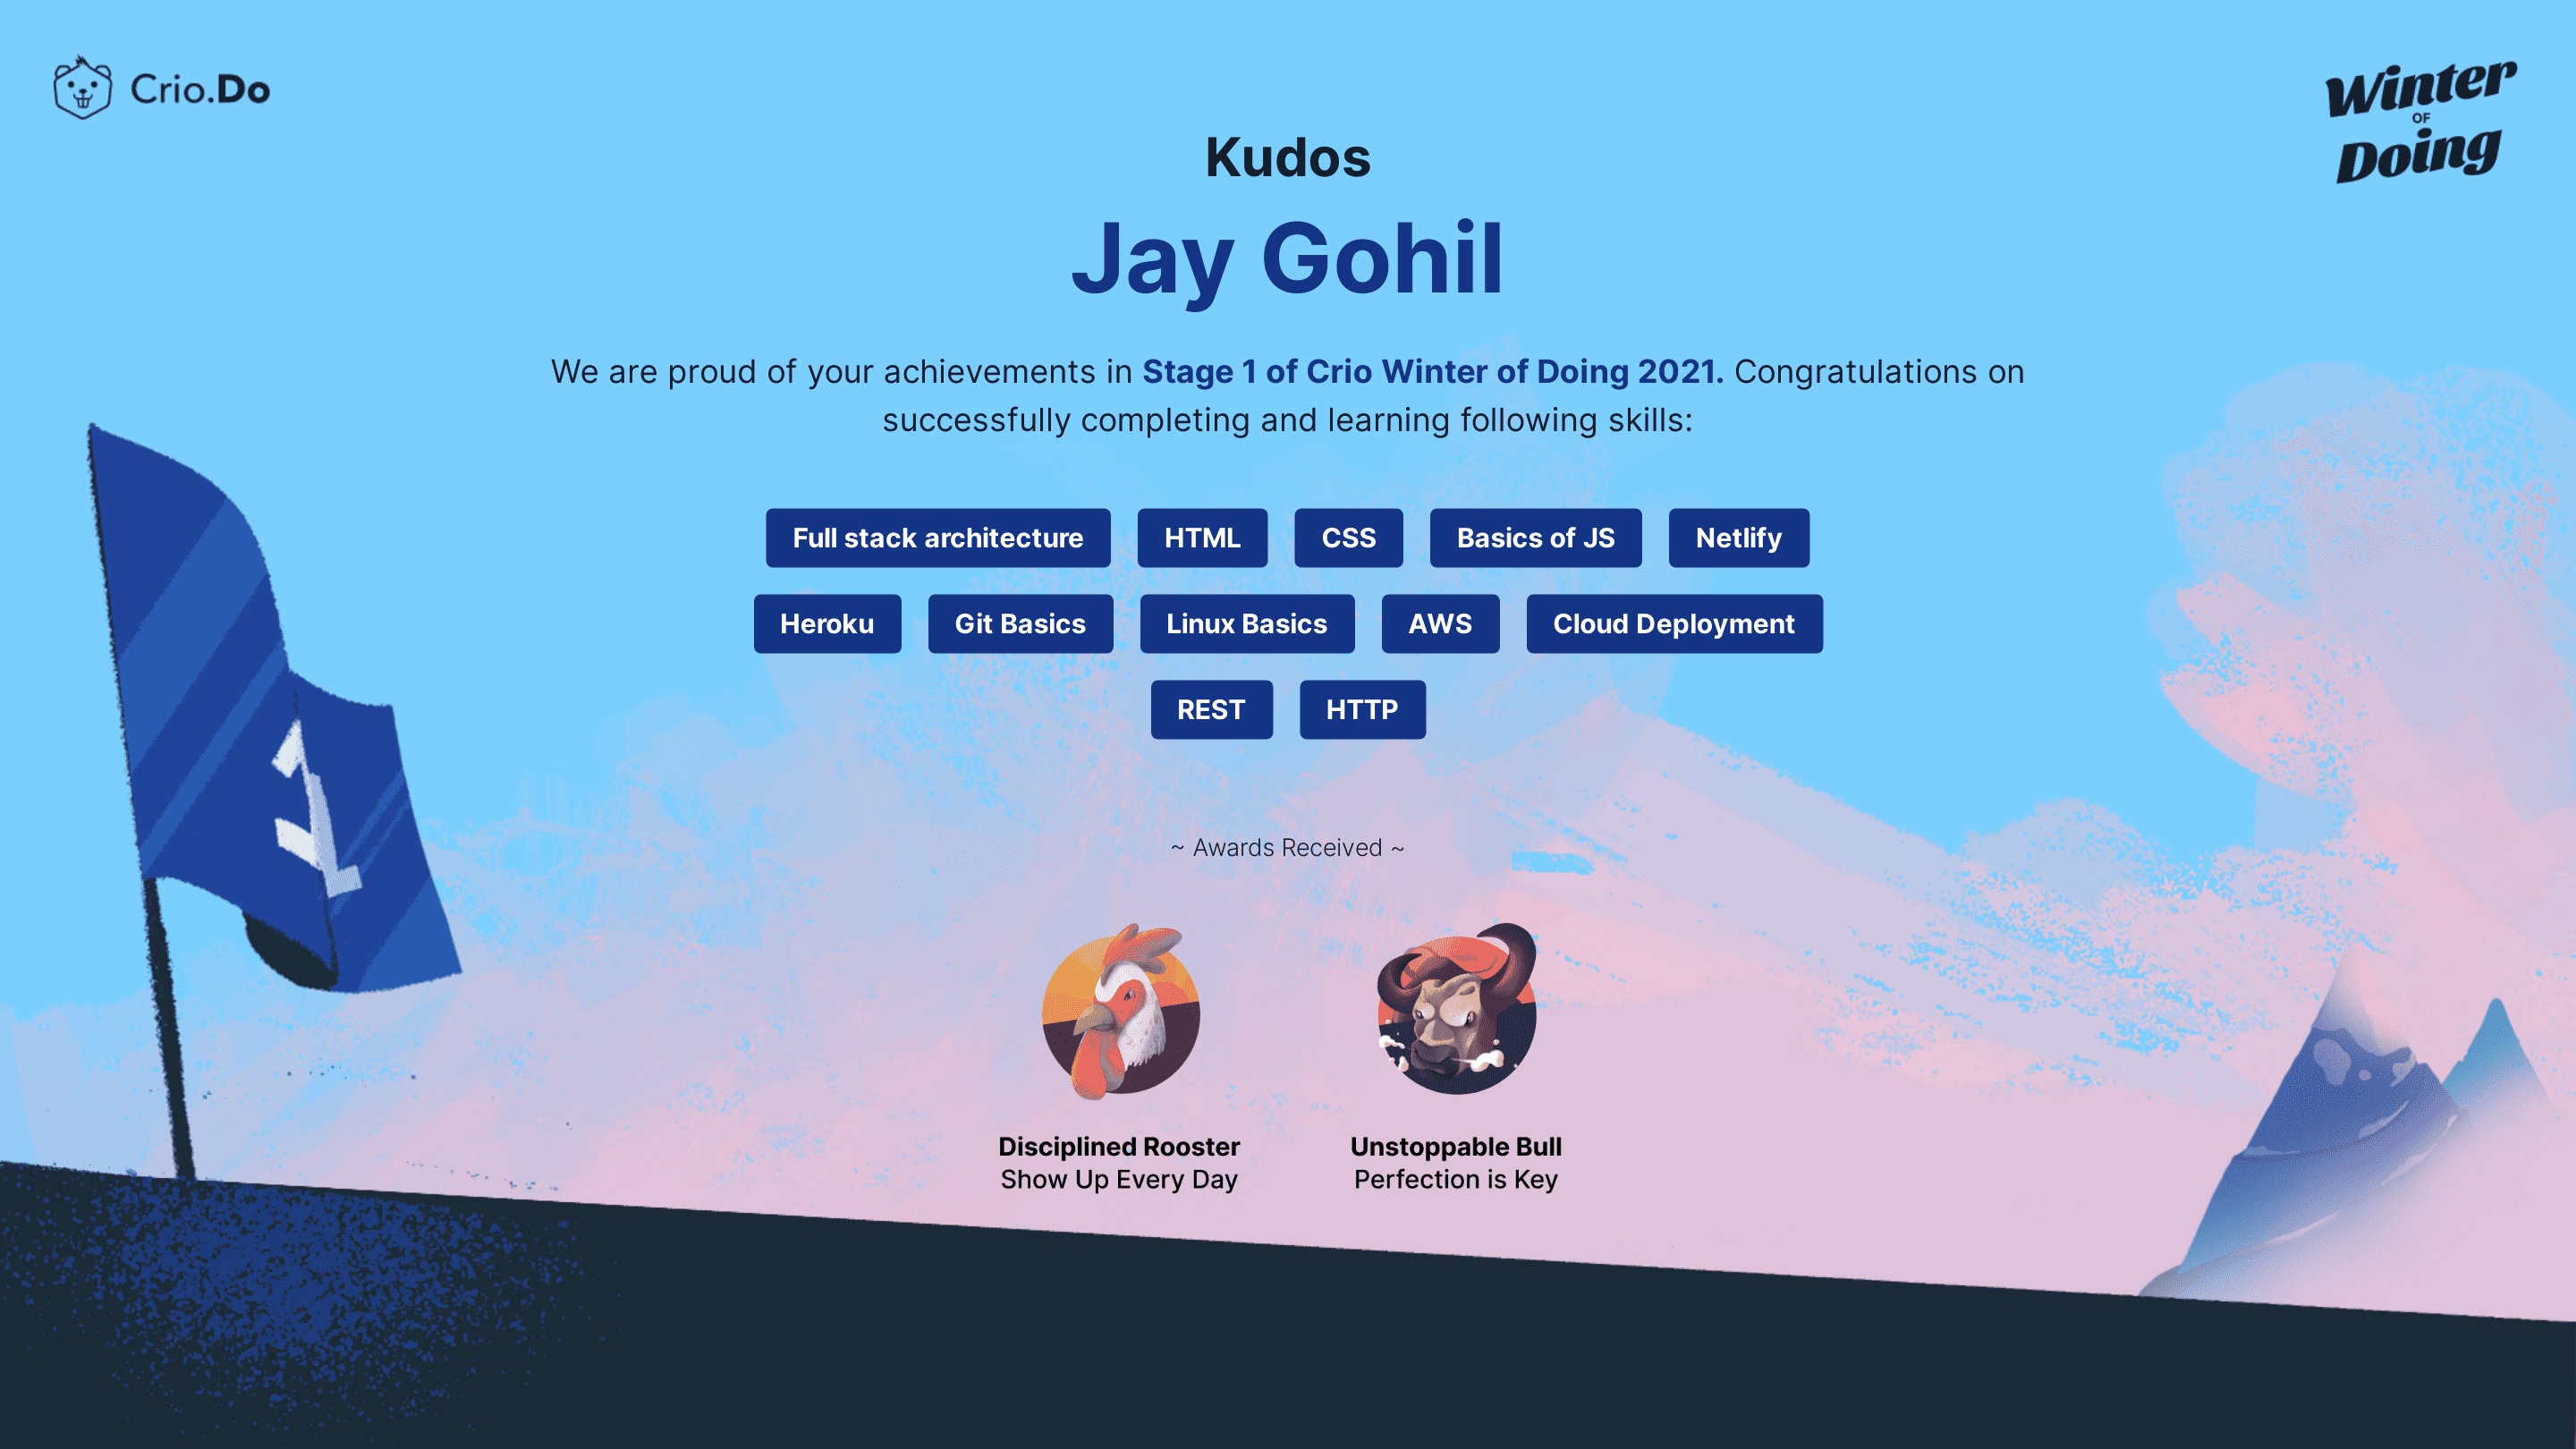 Crio.Do
Winter
OF
Doing
Kudos
Jay Gohil
We are proud of your achievements in Stage 1 of Crio Winter of Doing 2021. Congratulations on
successfully completing and learning following skills:
Full stack architecture HTML CSS Basics of JS Netlify
Heroku Git Basics Linux Basics AWS Cloud Deployment
REST HTTP
1
~ Awards Received ~
Disciplined Rooster Unstoppable Bull
Show Up Every Day Perfection is Key